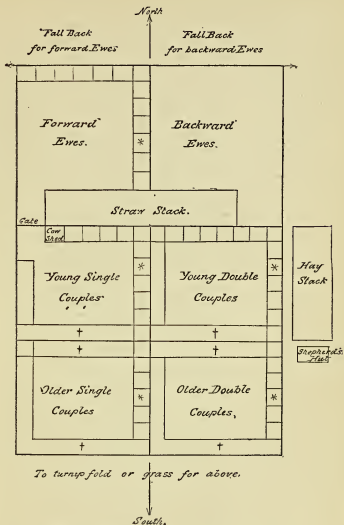 North
Fall Back
for forward Ewes
Fall Back
for backward Ewes
Forward
Ewes.
*
Backward
Ewes.
Straw Stack.
Gate
Cow
Shed
Young Single
Couples
*
Young Double
Couples
*
Hay
Stack
† †
† †
Shepherd's
Hut
Older Single
Couples
*
Older Double
Couples,
*
† †
To turnip fold or grass for above.
South.